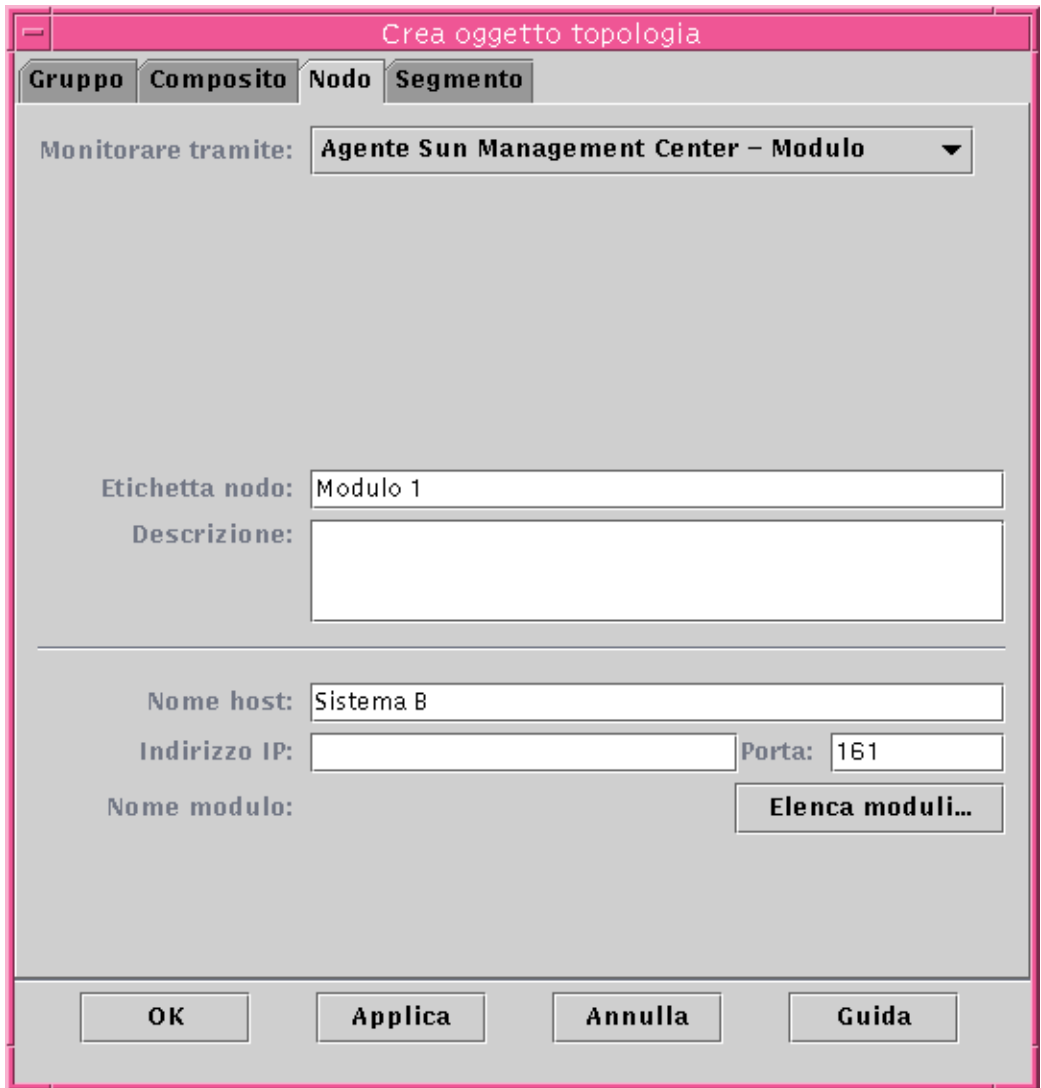 Crea oggetto topologia
Gruppo Composito Nodo Segmento
Monitorare tramite: Agente Sun Management Center – Modulo
Etichetta nodo: Modulo 1
Descrizione:
Nome host: Sistema B
Indirizzo IP: Porta: 161
Nome modulo: Elenca moduli...
OK Applica Annulla Guida